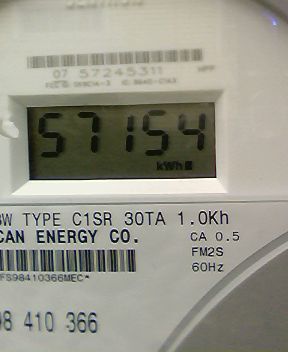 07 57245311
57154
kWh
W TYPE C1SR 30TA 1.0Kh
CAN ENERGY CO. CA 0.5
FM2S
FS98410366MEC* 60Hz
98 410 366